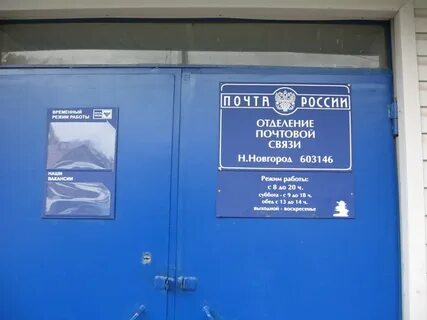 ВРЕМЕННЫЙ
РЕЖИМ РАБОТЫ
НАШИ
ВАКАНСИИ
ПОЧТА РОССИИ
ОТДЕЛЕНИЕ
ПОЧТОВОЙ
СВЯЗИ
Н.Новгород 603146
Режим работы:
с 8 до 20 ч.
суббота - с 9 до 18 ч.
обед с 13 до 14 ч.
выходной - воскресенье